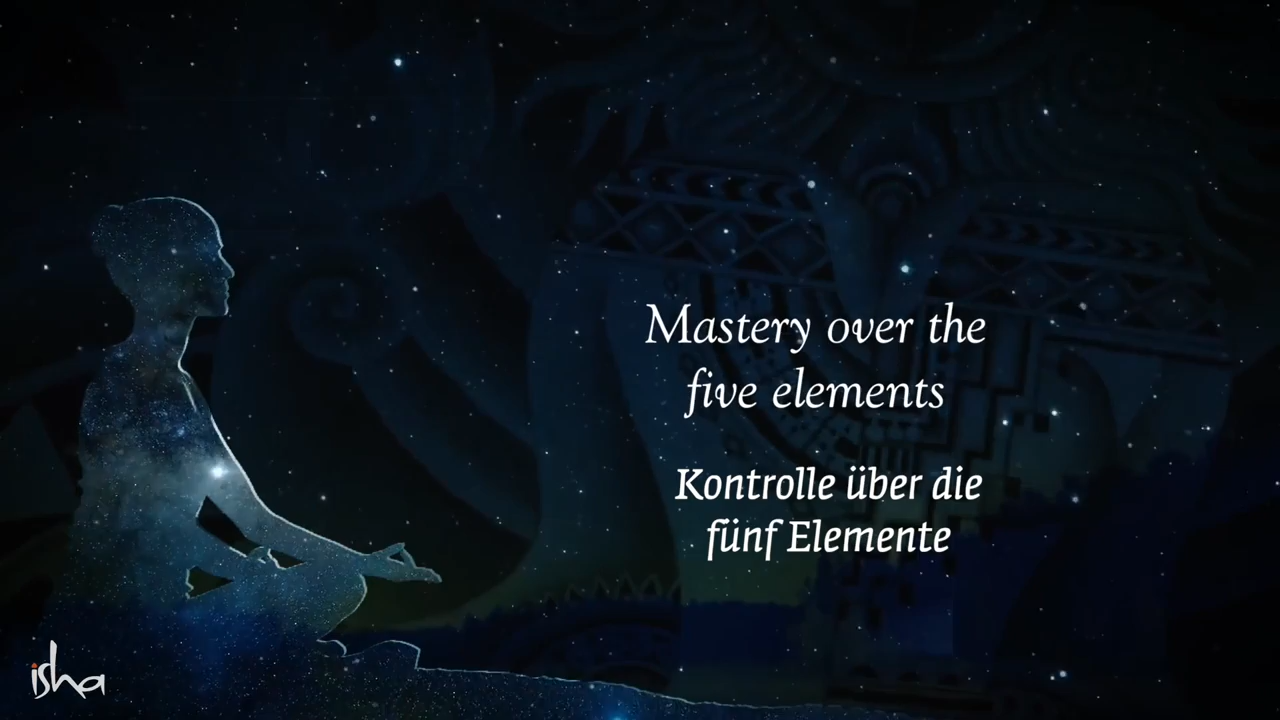 Mastery over the
five elements
Kontrolle über die
fünf Elemente
isha